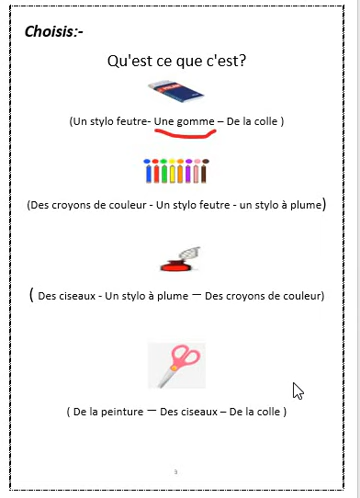 Choisis:-
Qu'est ce que c'est?
(Un stylo feutre- Une gomme – De la colle )
(Des croyons de couleur - Un stylo feutre - un stylo à plume)
( Des ciseaux - Un stylo à plume – Des croyons de couleur)
( De la peinture – Des ciseaux – De la colle )
3